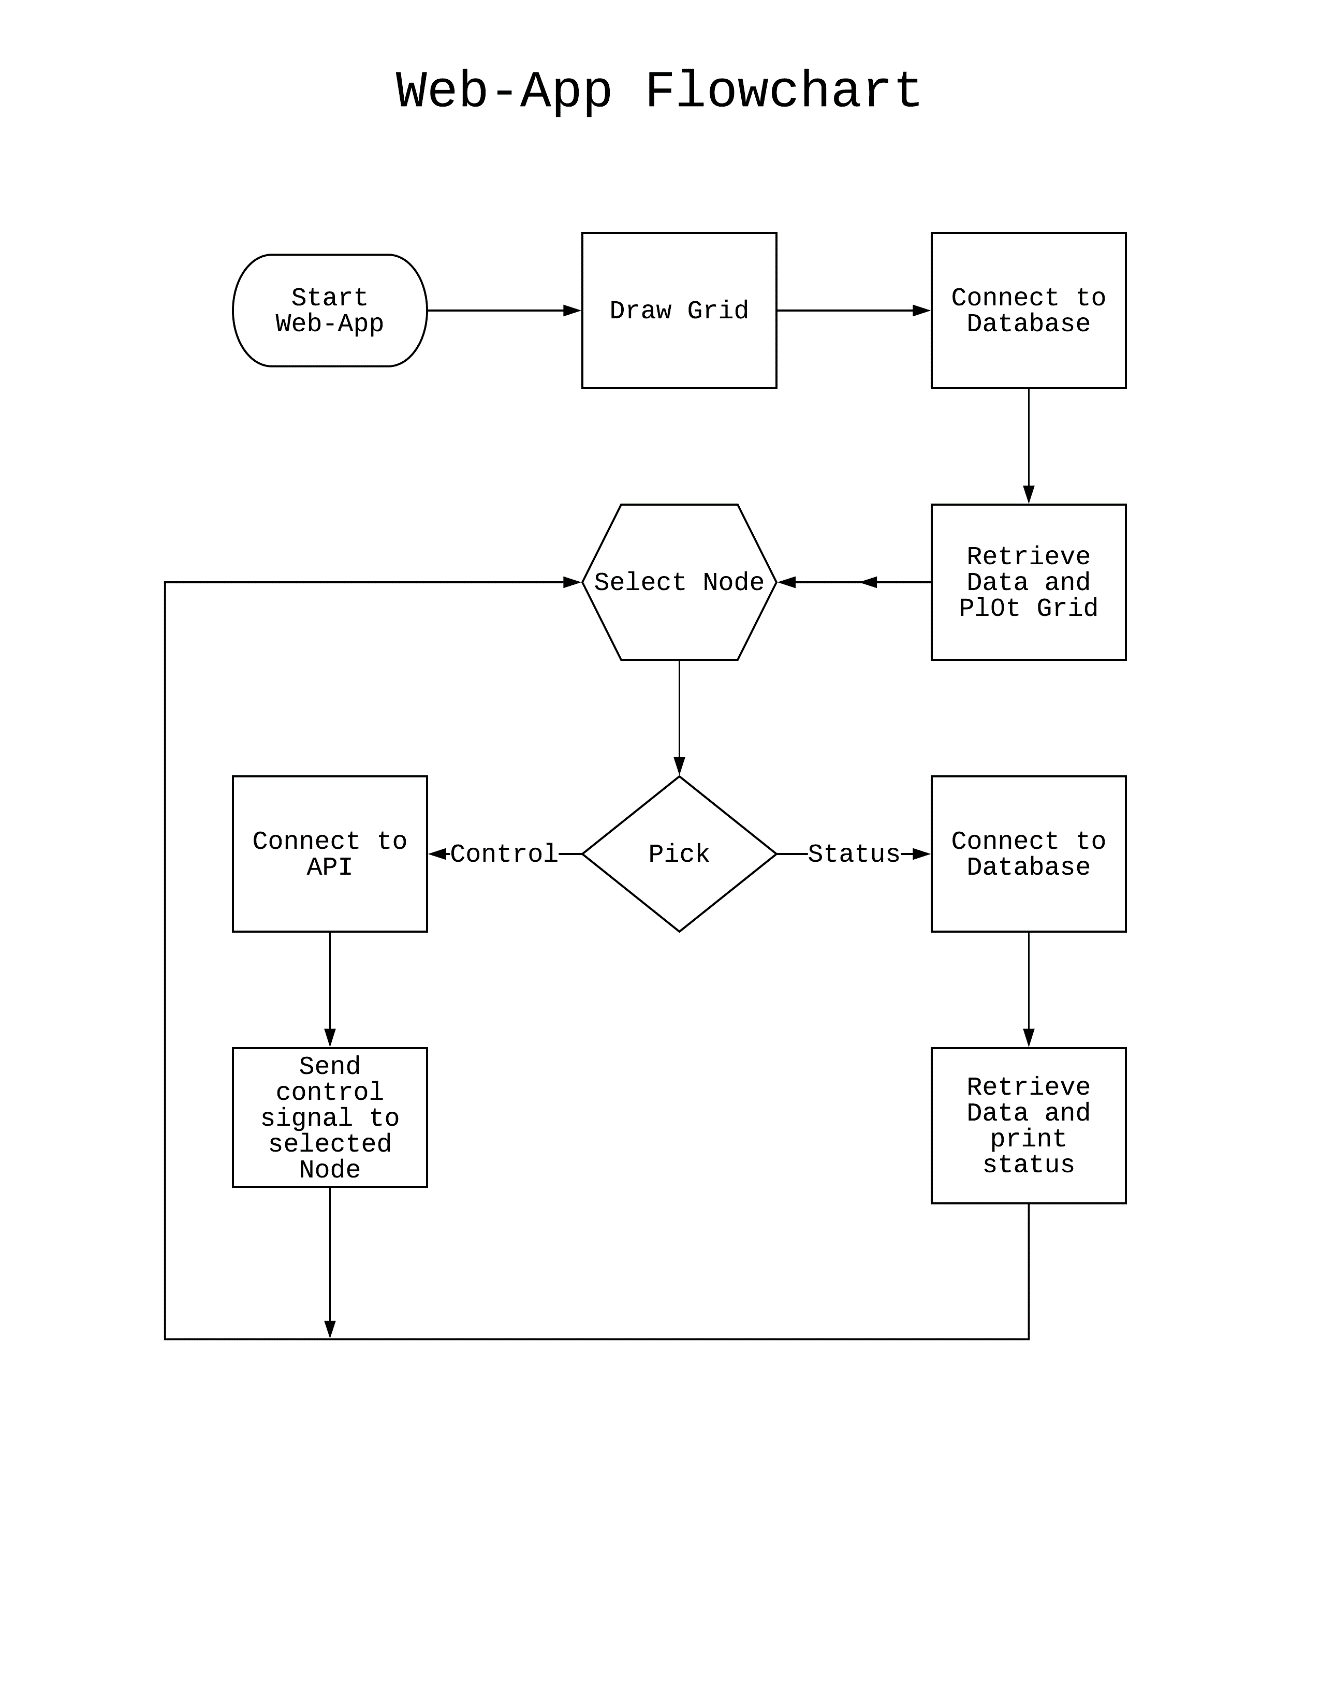 Web-App Flowchart
Start
Web-App
Draw Grid
Connect to
Database
Select Node
Retrieve
Data and
PlOt Grid
Connect to
API
Control
Pick
Status
Connect to
Database
Send
control
signal to
selected
Node
Retrieve
Data and
print
status